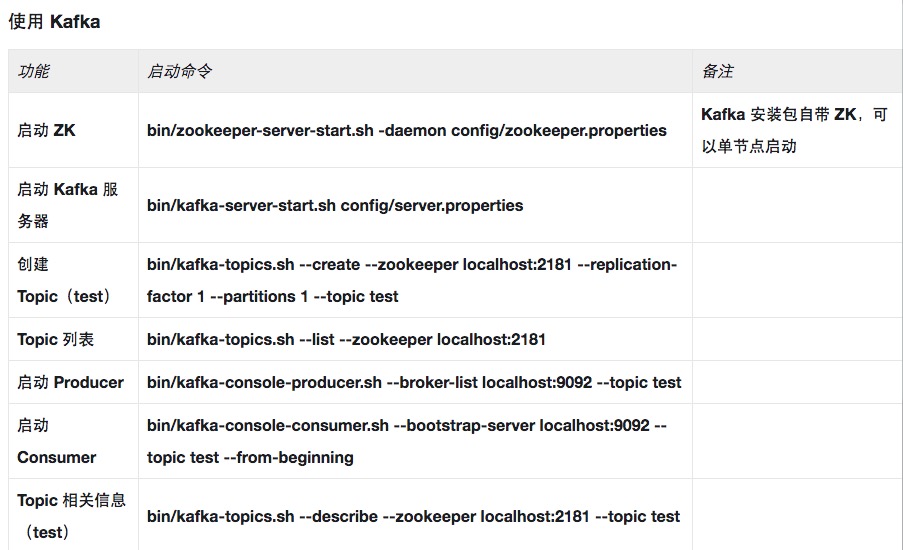 使用 Kafka
功能
启动命令
备注
启动 ZK
bin/zookeeper-server-start.sh -daemon config/zookeeper.properties
Kafka 安装包自带 ZK，可
以单节点启动
启动 Kafka 服
务器
bin/kafka-server-start.sh config/server.properties
创建
Topic（test）
bin/kafka-topics.sh --create --zookeeper localhost:2181 --replication-
factor 1 --partitions 1 --topic test
Topic 列表
bin/kafka-topics.sh --list --zookeeper localhost:2181
启动 Producer
bin/kafka-console-producer.sh --broker-list localhost:9092 --topic test
启动
Consumer
bin/kafka-console-consumer.sh --bootstrap-server localhost:9092 --
topic test --from-beginning
Topic 相关信息
（test）
bin/kafka-topics.sh --describe --zookeeper localhost:2181 --topic test